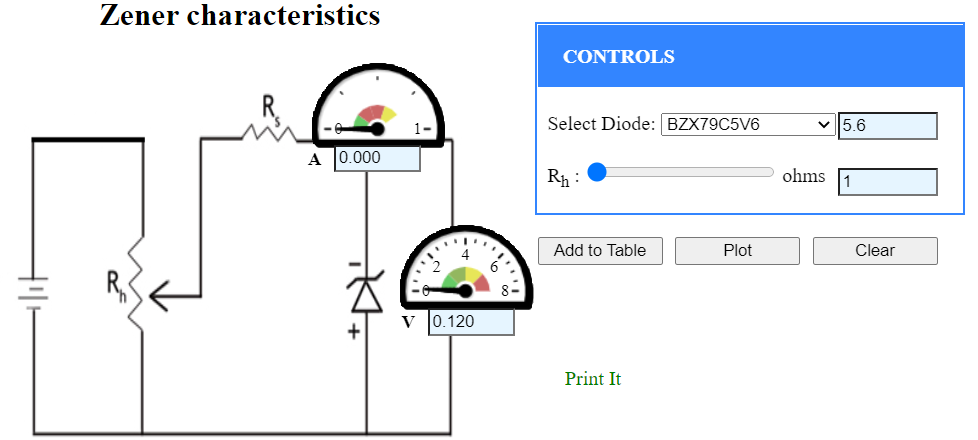 Zener characteristics
CONTROLS
Select Diode: BZX79C5V6 5.6
Rh : ohms 1
Add to Table Plot Clear
Print It
Rs
0 1
A 0.000
Rh
0 2 4 6 8
V 0.120
- +